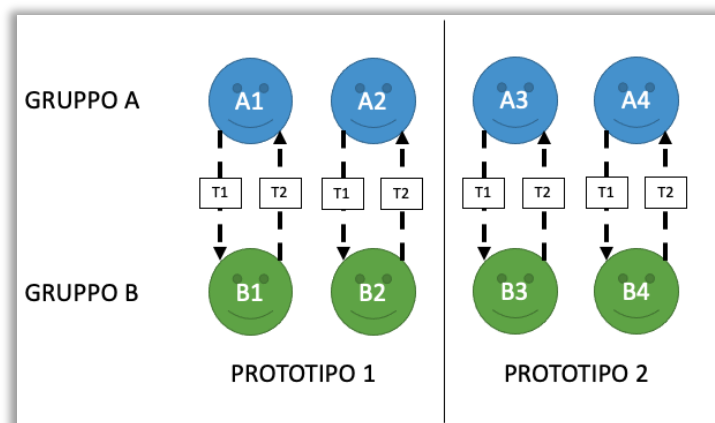 GRUPPO A A1 A2 A3 A4
T1 T2 T1 T2 T1 T2 T1 T2
GRUPPO B B1 B2 B3 B4
PROTOTIPO 1 PROTOTIPO 2